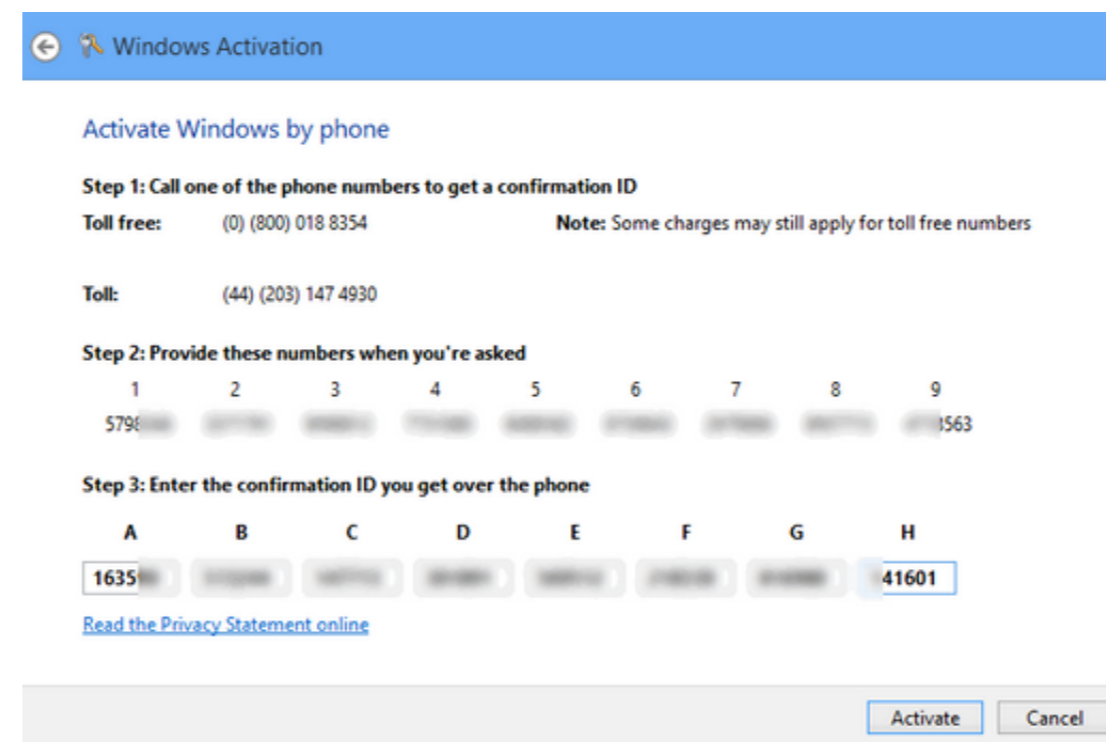 Windows Activation
Activate Windows by phone
Step 1: Call one of the phone numbers to get a confirmation ID
Toll free: (0) (800) 018 8354 Note: Some charges may still apply for toll free numbers
Toll: (44) (203) 147 4930
Step 2: Provide these numbers when you're asked
1 2 3 4 5 6 7 8 9
579 563
Step 3: Enter the confirmation ID you get over the phone
A B C D E F G H
1635 41601
Read the Privacy Statement online
Activate Cancel